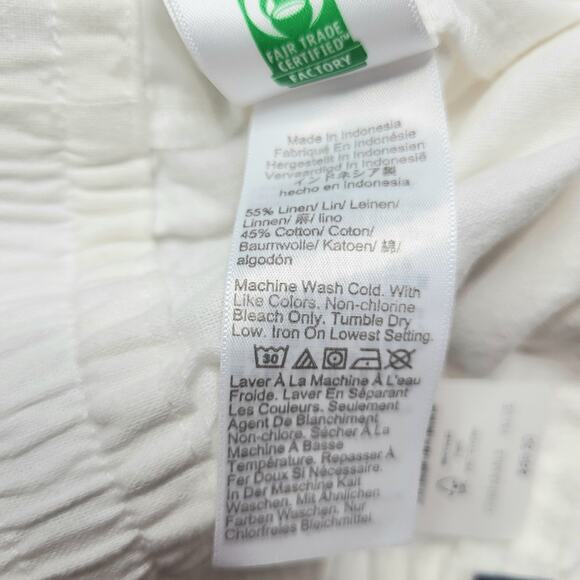 FAIR TRADE
CERTIFIED™
FACTORY
Made In Indonesia
Fabriqué En Indonésie
Hergestellt In Indonesien
Vervaardigd In Indonesië
インドネシア製
hecho en Indonesia
55% Linen/ Lin/ Leinen/
Linnen/ 麻/ lino
45% Cotton/ Coton/
Baumwolle/ Katoen/ 綿/
algodón
Machine Wash Cold. With
Like Colors. Non-chlorine
Bleach Only. Tumble Dry
Low. Iron On Lowest Setting.
30
Laver À La Machine À L'eau
Froide. Laver En Séparant
Les Couleurs. Seulement
Agent De Blanchiment
Non-chlore. Sécher À La
Machine À Basse
Température. Repasser À
Fer Doux Si Nécessaire.
In Der Maschine Kalt
Waschen. Mit Ähnlichen
Farben Waschen. Nur
Chlorfreies Bleichmittel.